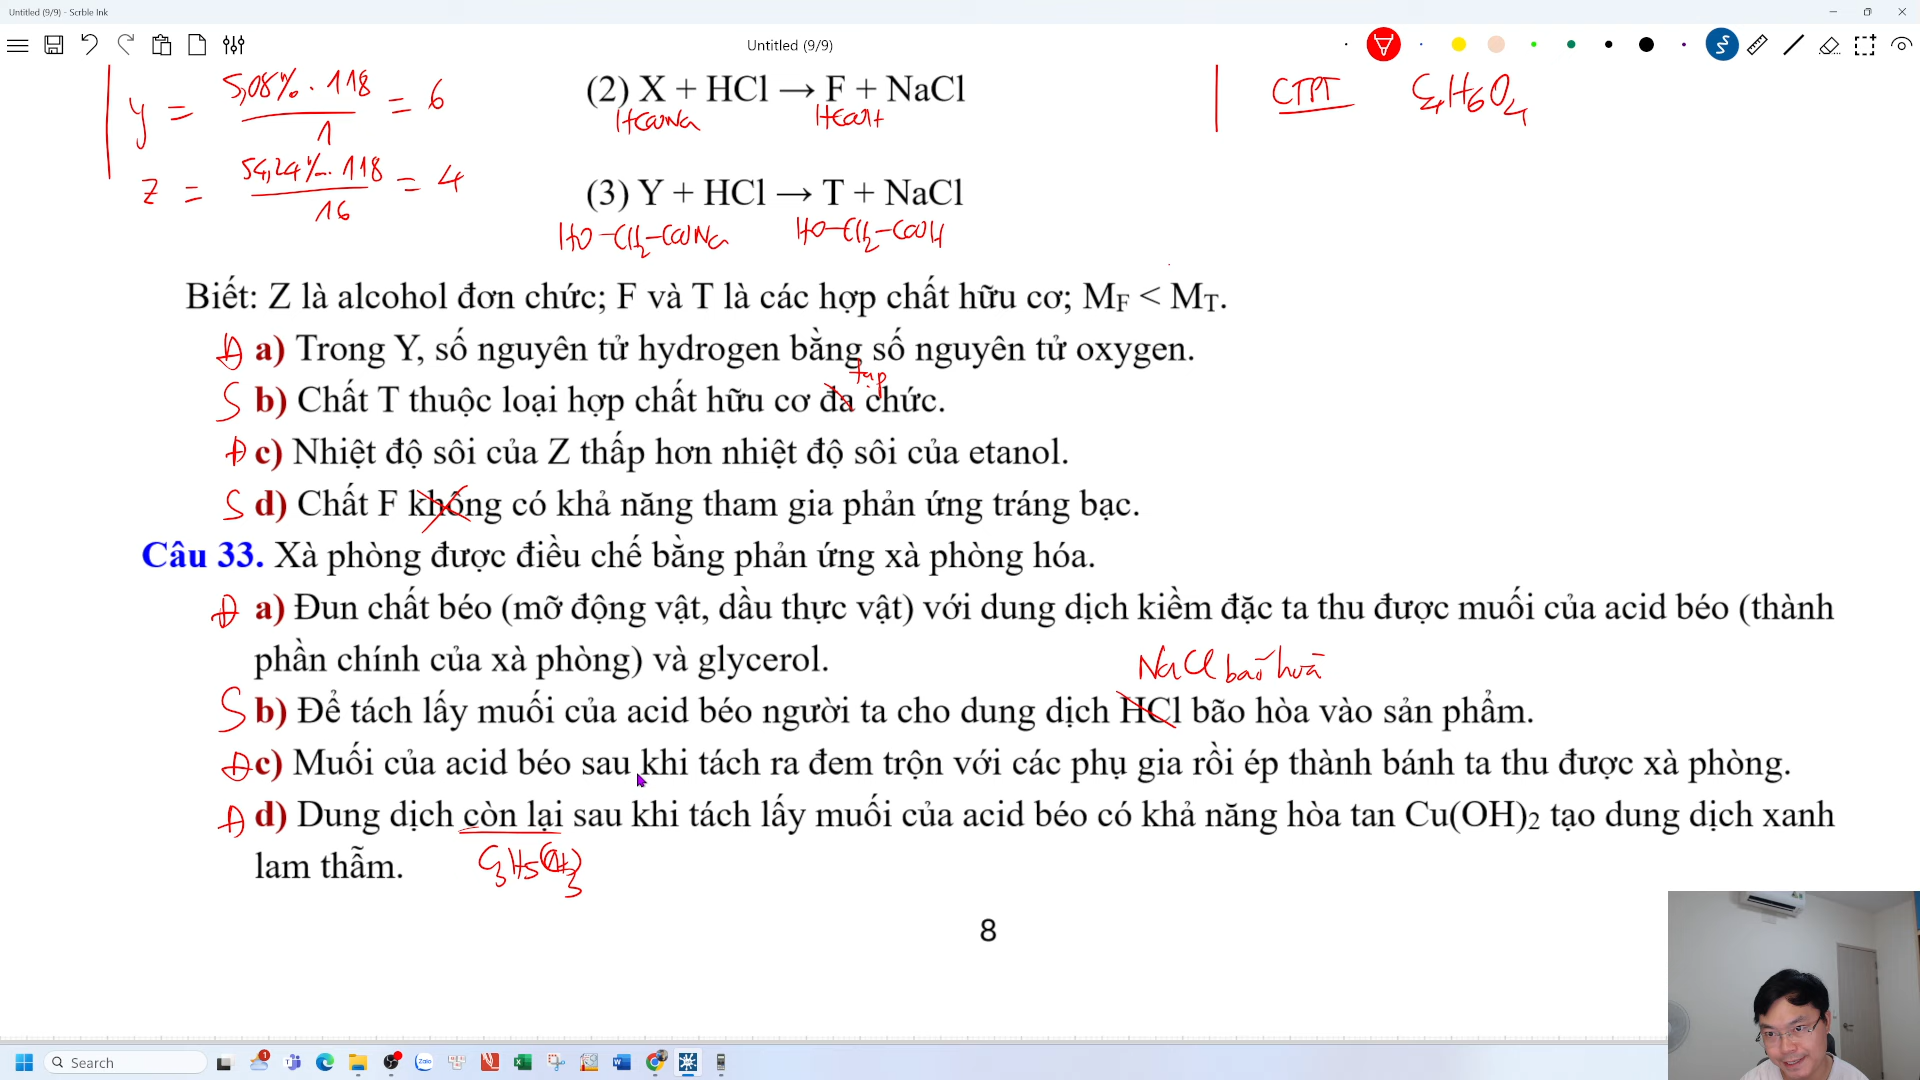 Untitled (9/9) - Scrble Ink
Untitled (9/9)
y = 5,08% . 118 / 1 = 6
z = 54,24% . 118 / 16 = 4
(2) X + HCl → F + NaCl
HCOONa HCOOH
CTPT C₄H₆O₄
(3) Y + HCl → T + NaCl
HO-CH₂-COONa HO-CH₂-COOH
Biết: Z là alcohol đơn chức; F và T là các hợp chất hữu cơ; MF < MT.
Đ a) Trong Y, số nguyên tử hydrogen bằng số nguyên tử oxygen.
tạp
S b) Chất T thuộc loại hợp chất hữu cơ đa chức.
Đ c) Nhiệt độ sôi của Z thấp hơn nhiệt độ sôi của etanol.
S d) Chất F không có khả năng tham gia phản ứng tráng bạc.
Câu 33. Xà phòng được điều chế bằng phản ứng xà phòng hóa.
Đ a) Đun chất béo (mỡ động vật, dầu thực vật) với dung dịch kiềm đặc ta thu được muối của acid béo (thành
phần chính của xà phòng) và glycerol.
NaCl bão hoà
S b) Để tách lấy muối của acid béo người ta cho dung dịch HCl bão hòa vào sản phẩm.
Đ c) Muối của acid béo sau khi tách ra đem trộn với các phụ gia rồi ép thành bánh ta thu được xà phòng.
Đ d) Dung dịch còn lại sau khi tách lấy muối của acid béo có khả năng hòa tan Cu(OH)₂ tạo dung dịch xanh
lam thẫm.
C₃H₅(OH)₃
8
Search